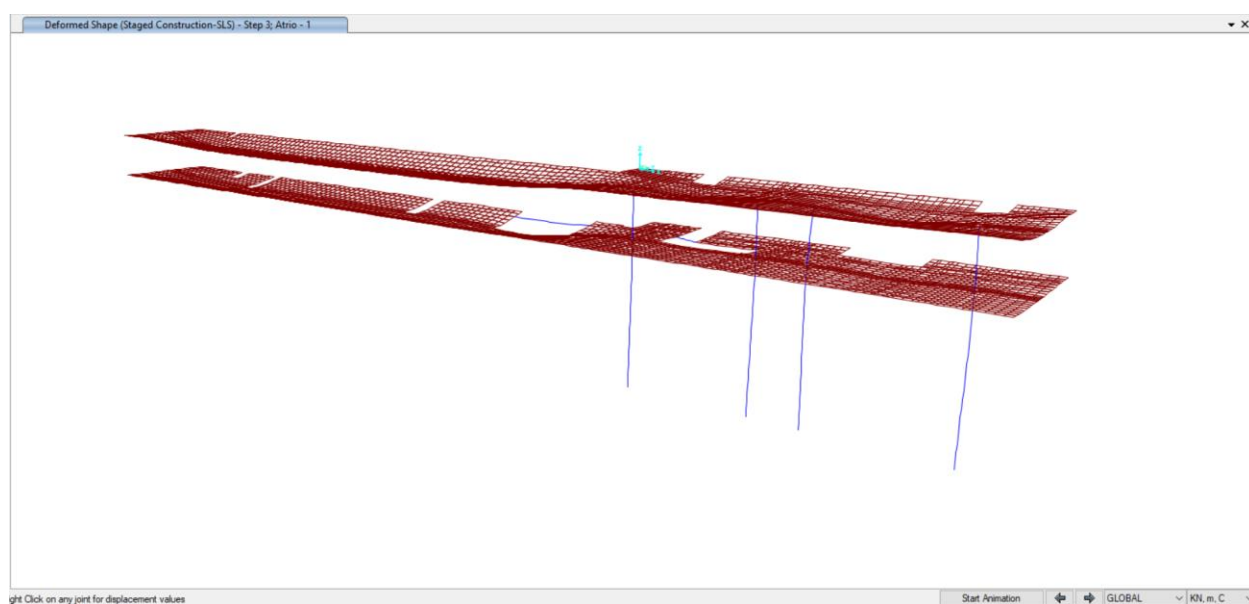 Deformed Shape (Staged Construction-SLS) - Step 3; Atrio - 1
ght Click on any joint for displacement values
Start Animation
GLOBAL
KN, m, C